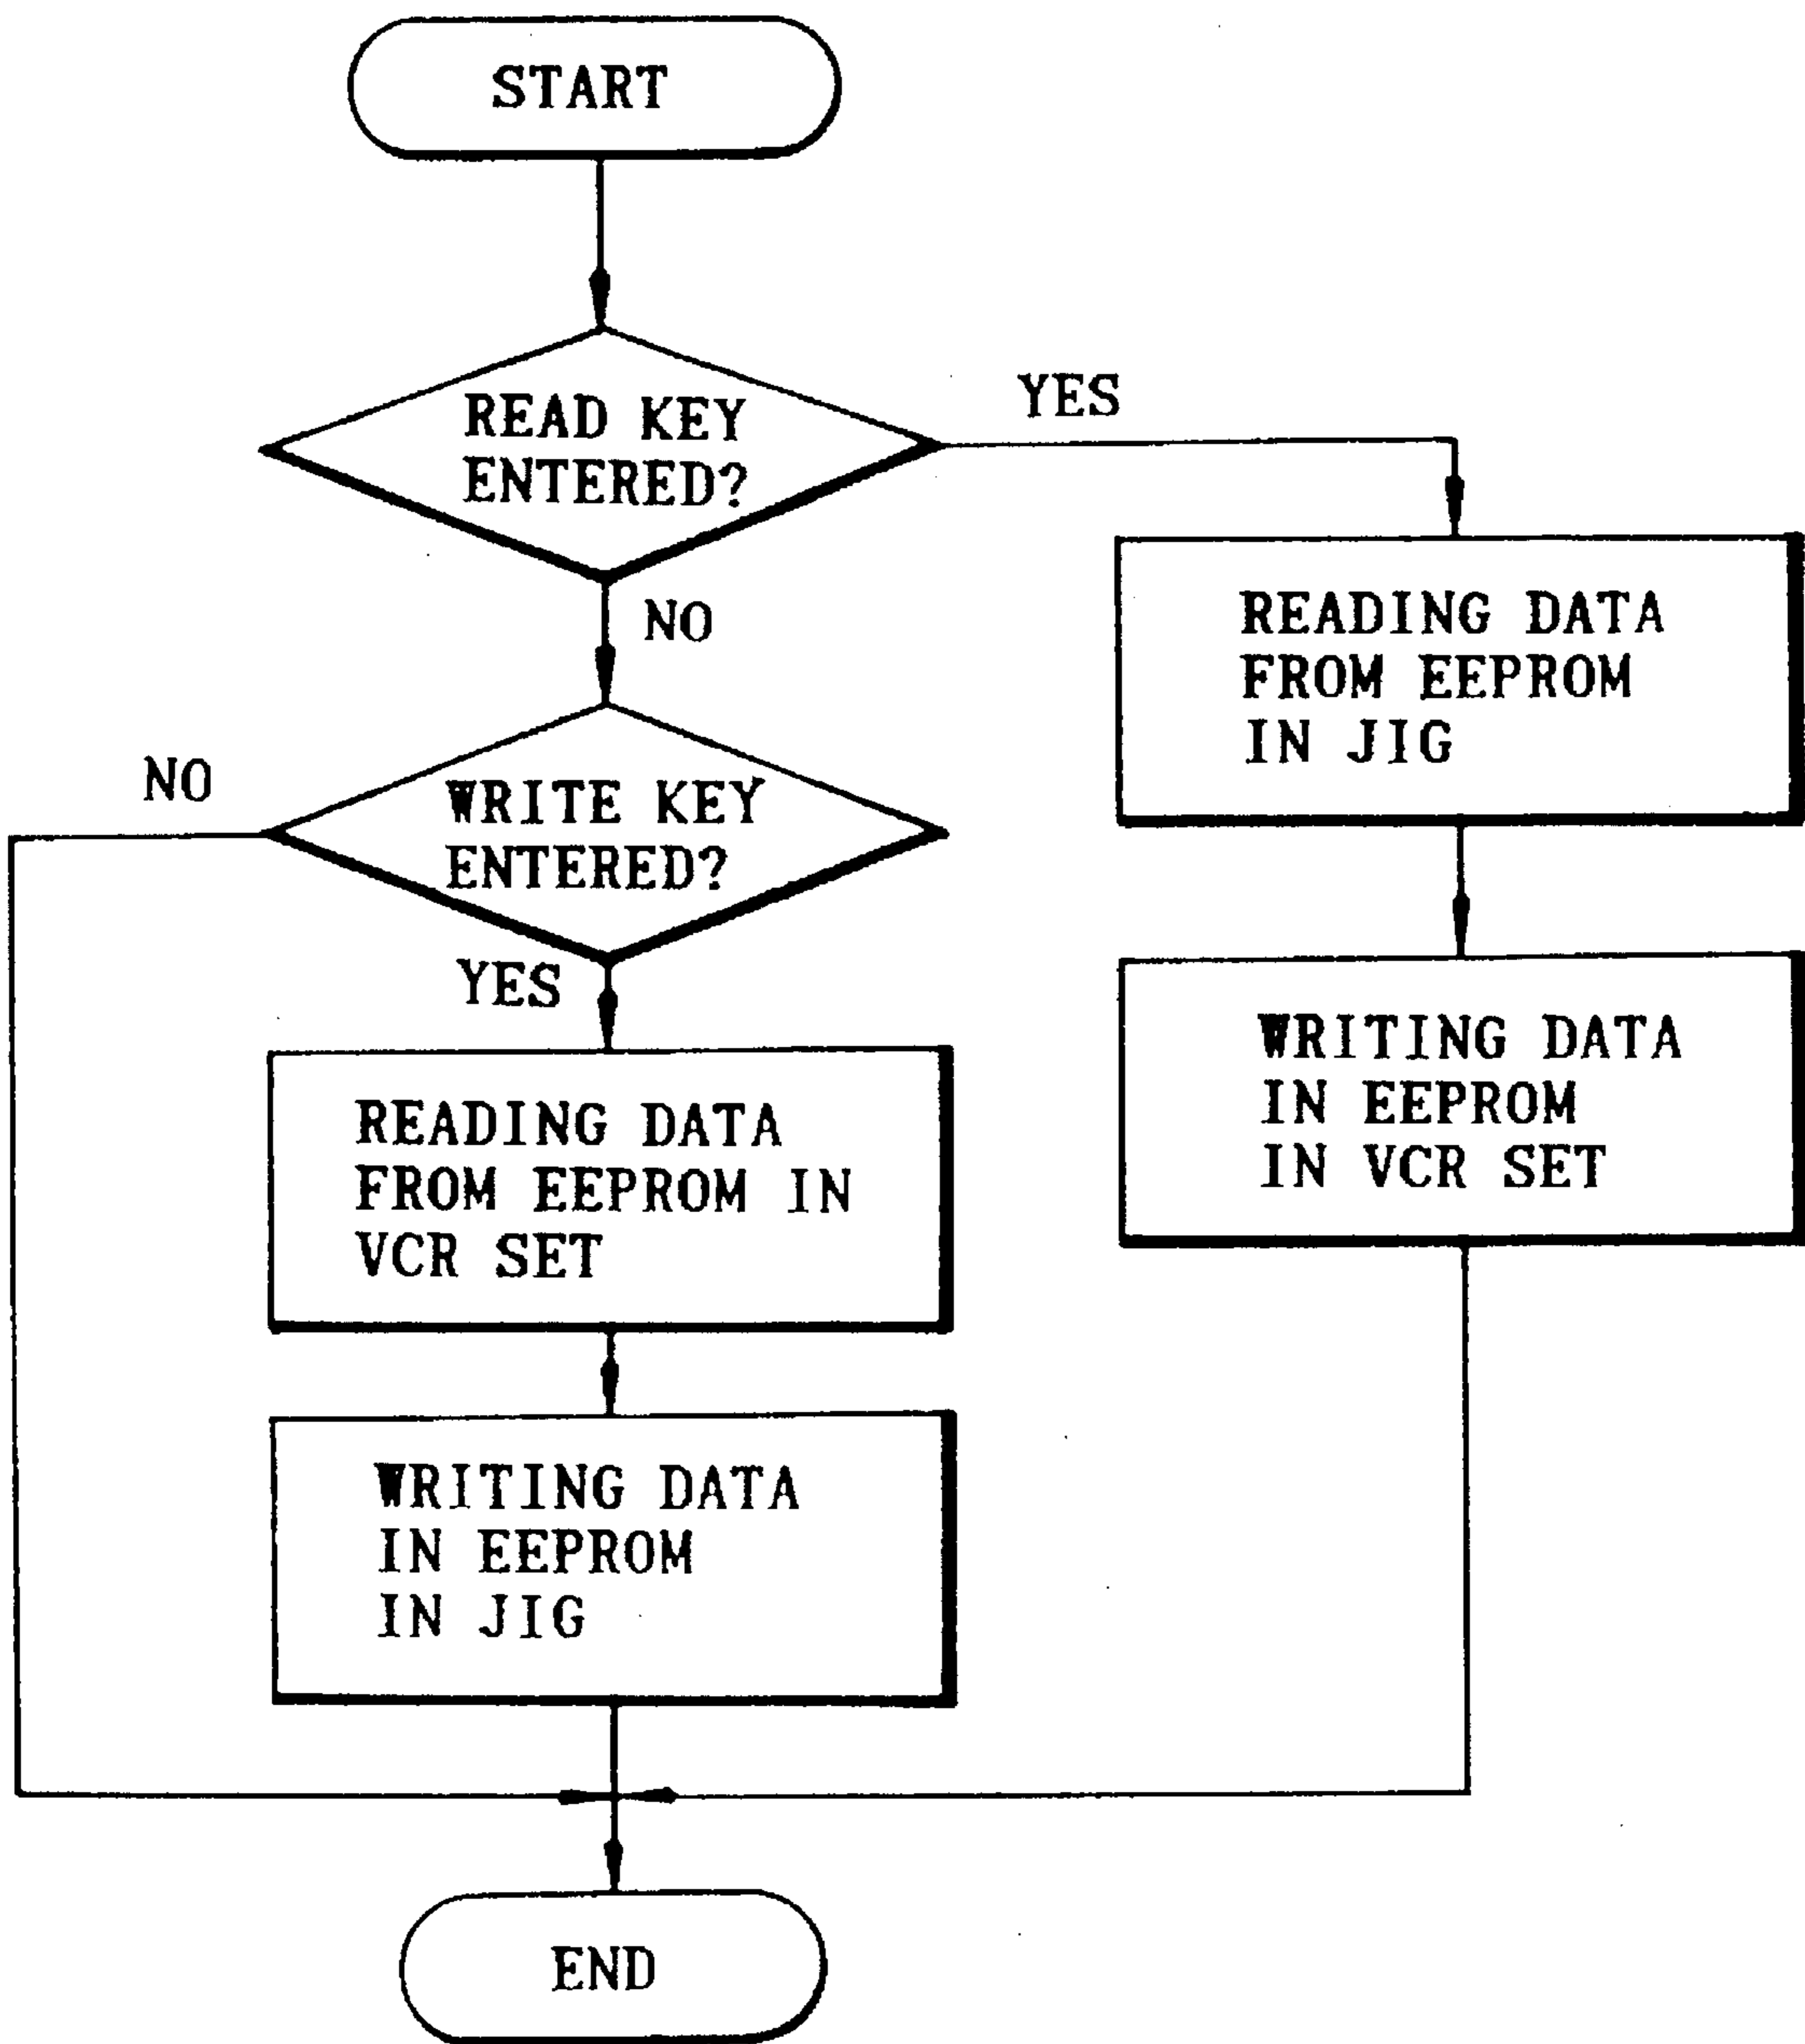 START
READ KEY
ENTERED?
YES
NO
READING DATA
FROM EEPROM
IN JIG
NO
WRITE KEY
ENTERED?
YES
WRITING DATA
IN EEPROM
IN VCR SET
READING DATA
FROM EEPROM IN
VCR SET
WRITING DATA
IN EEPROM
IN JIG
END